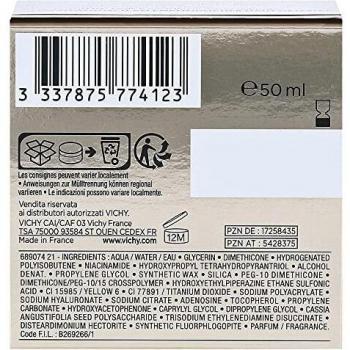 3 337875 774123
℮50 ml
Les consignes peuvent varier localement
• Anweisungen zur Mülltrennung können regional
variieren • Le indicazioni possono variare localmente.
Vendita riservata
ai distributori autorizzati VICHY.
VICHY CAI/CAF 03 Vichy France
TSA 75000 93584 ST OUEN CEDEX FR
Made in France www.vichy.com
12M
PZN DE : 17258435
PZN AT : 5428375
689074 21 - INGREDIENTS : AQUA / WATER / EAU • GLYCERIN • DIMETHICONE • HYDROGENATED
POLYISOBUTENE • NIACINAMIDE • HYDROXYPROPYL TETRAHYDROPYRANTRIOL • ALCOHOL
DENAT. • PROPYLENE GLYCOL • SYNTHETIC WAX • SILICA • PEG-10 DIMETHICONE •
DIMETHICONE/PEG-10/15 CROSSPOLYMER • HYDROXYETHYLPIPERAZINE ETHANE SULFONIC
ACID • CI 15985 / YELLOW 6 • CI 77891 / TITANIUM DIOXIDE • SODIUM POLYACRYLATE •
SODIUM HYALURONATE • SODIUM CITRATE • ADENOSINE • TOCOPHEROL • PROPYLENE
CARBONATE • HYDROXYACETOPHENONE • CAPRYLYL GLYCOL • DIPROPYLENE GLYCOL • CASSIA
ANGUSTIFOLIA SEED POLYSACCHARIDE • TRISODIUM ETHYLENEDIAMINE DISUCCINATE •
DISTEARDIMONIUM HECTORITE • SYNTHETIC FLUORPHLOGOPITE • PARFUM / FRAGRANCE.
Code F.I.L. : B269266/1